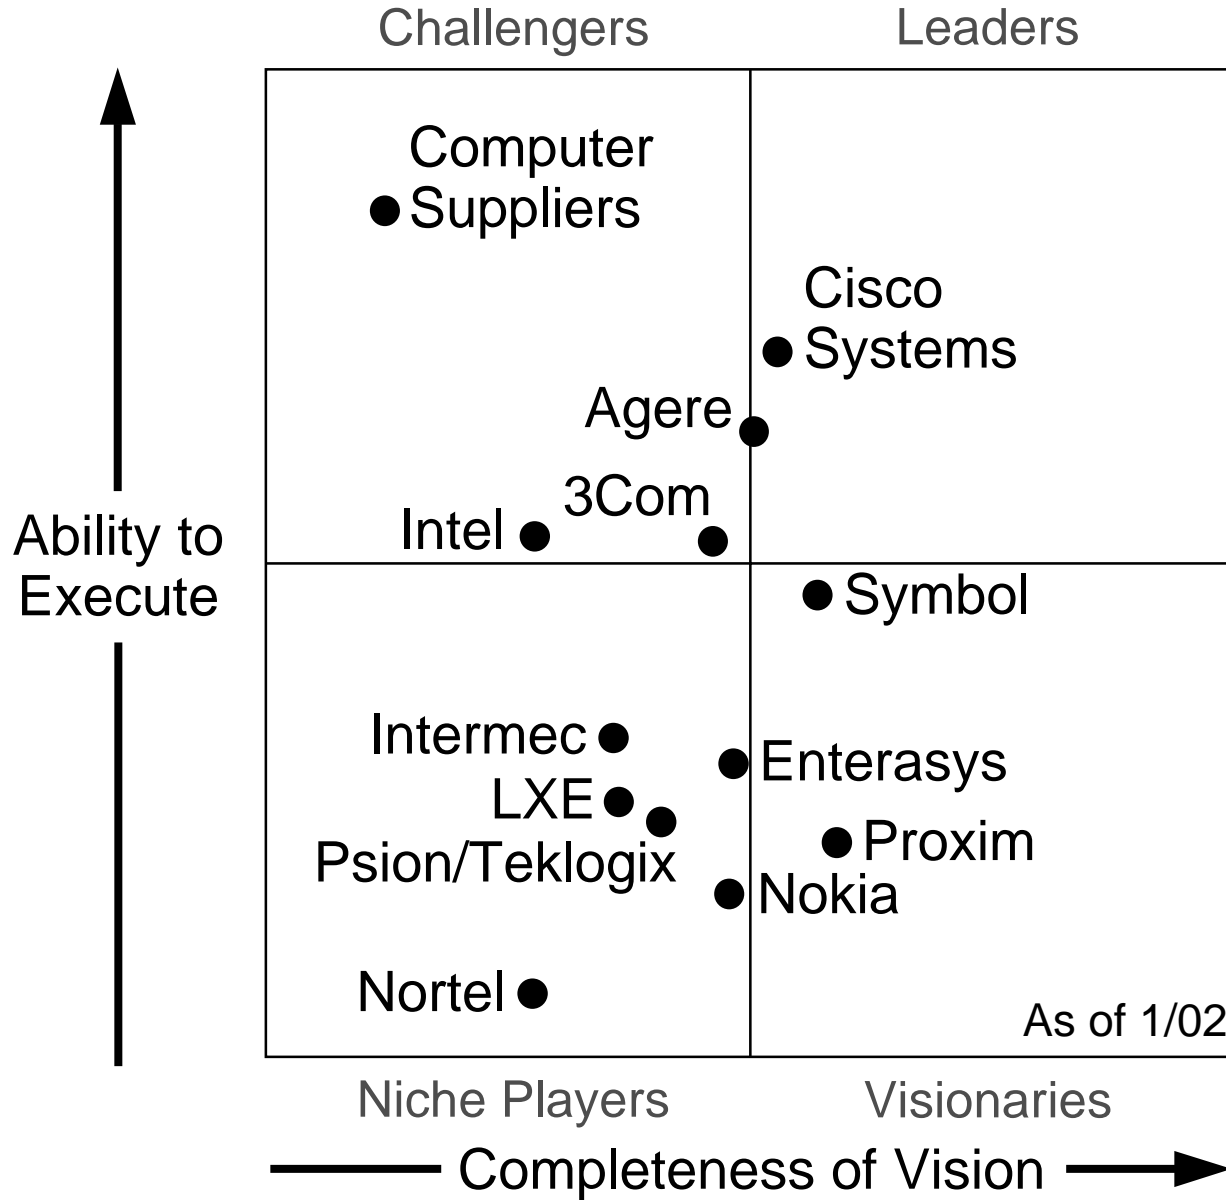 Challengers
Leaders
Computer
Suppliers
Cisco
Systems
Agere
3Com
Intel
Ability to
Execute
Symbol
Intermec
Enterasys
LXE
Proxim
Psion/Teklogix
Nokia
Nortel
As of 1/02
Niche Players
Visionaries
Completeness of Vision